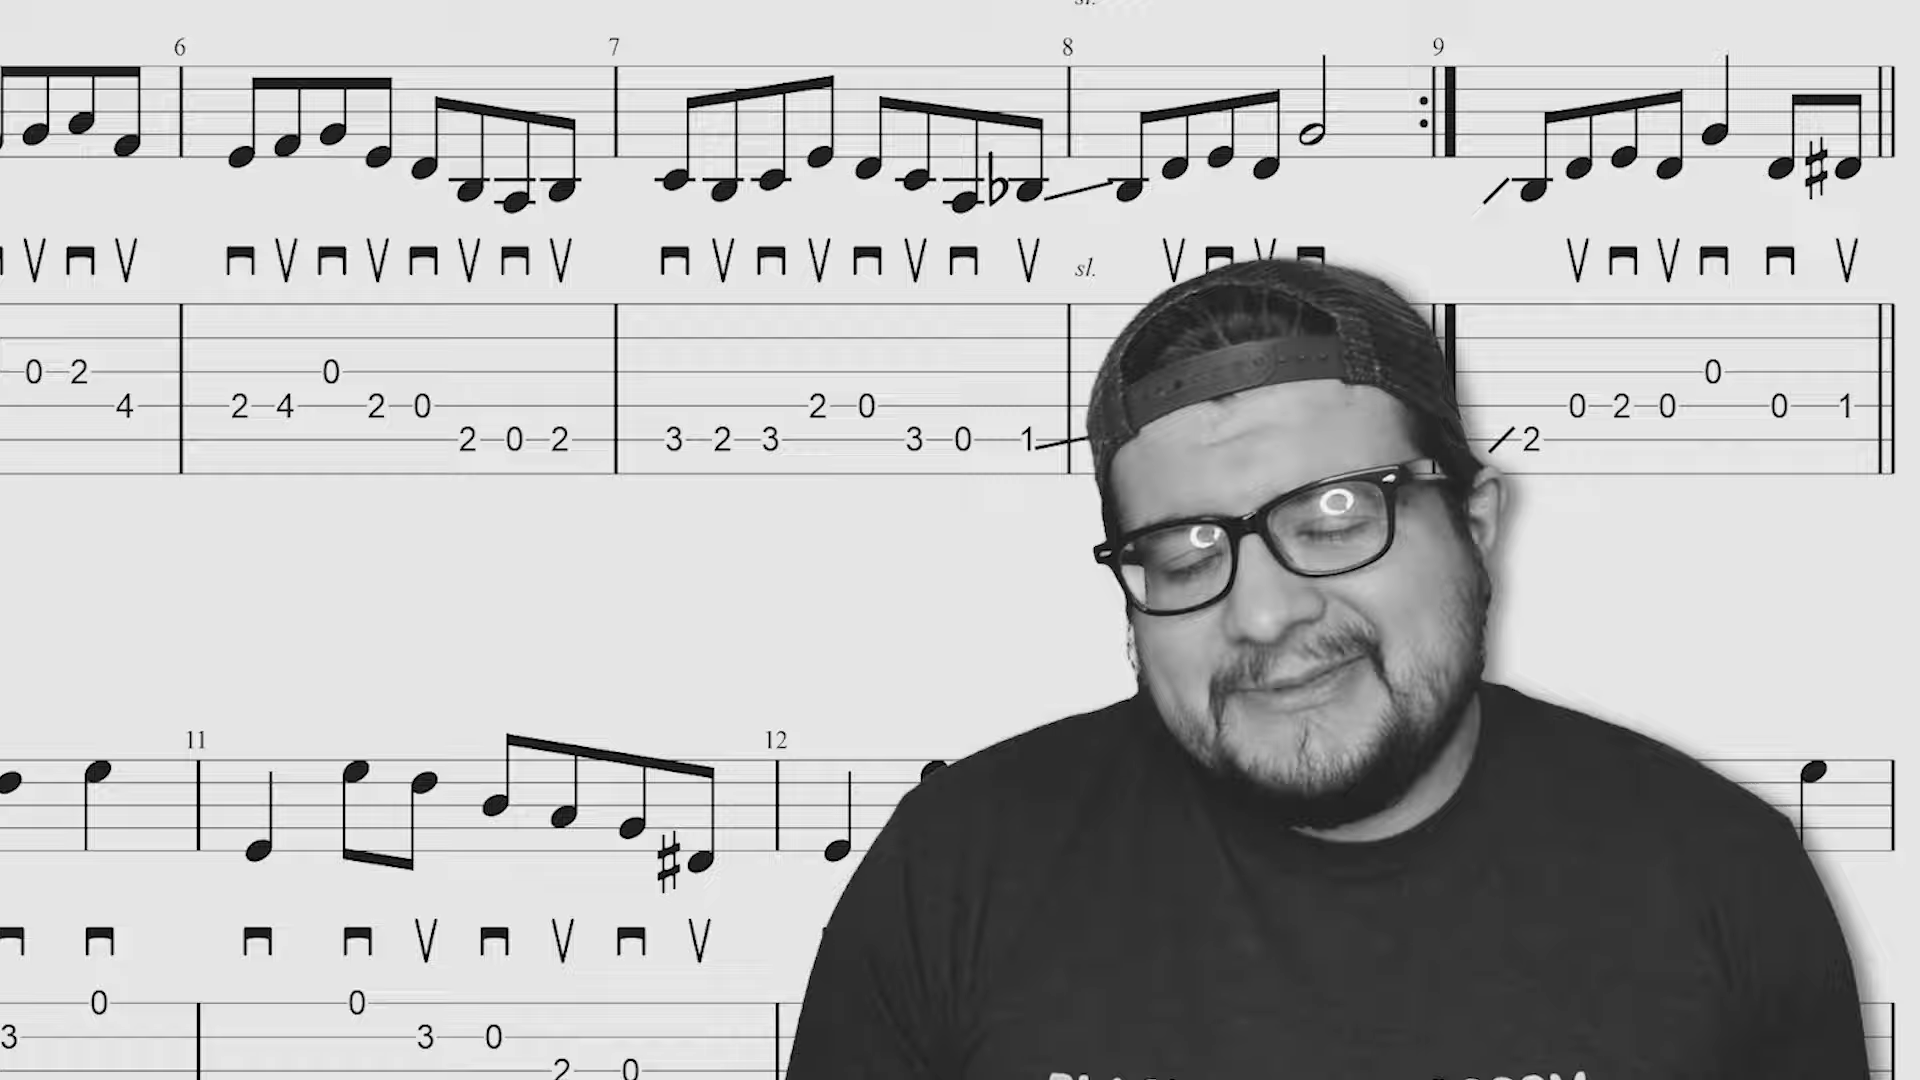 sl.
6 7 8 9
sl.
0 2 0 0
4 2 4 2 0 2 0 0 2 0 0 1
2 0 2 3 2 3 3 0 1 2
11 12
0 0
3 3 0
2 0